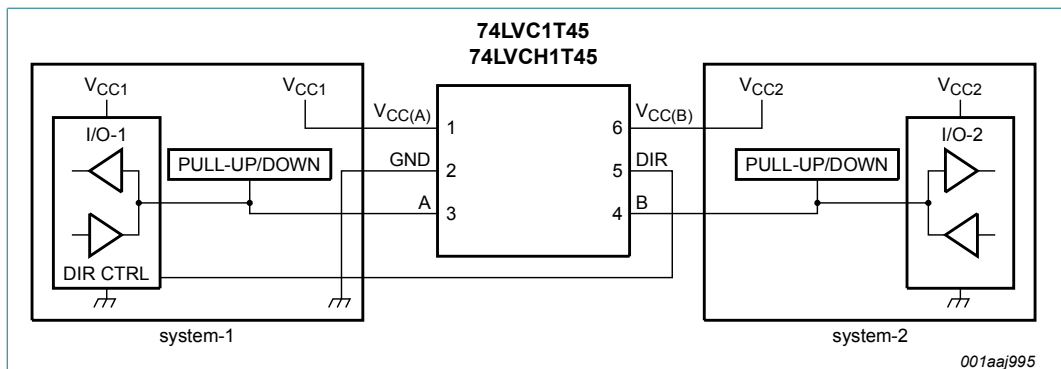 74LVC1T45
74LVCH1T45
VCC1
VCC1
VCC(A)
VCC(B)
VCC2
VCC2
I/O-1
1
6
I/O-2
PULL-UP/DOWN
GND
2
5
DIR
PULL-UP/DOWN
A
3
4
B
DIR CTRL
system-1
system-2
001aaj995